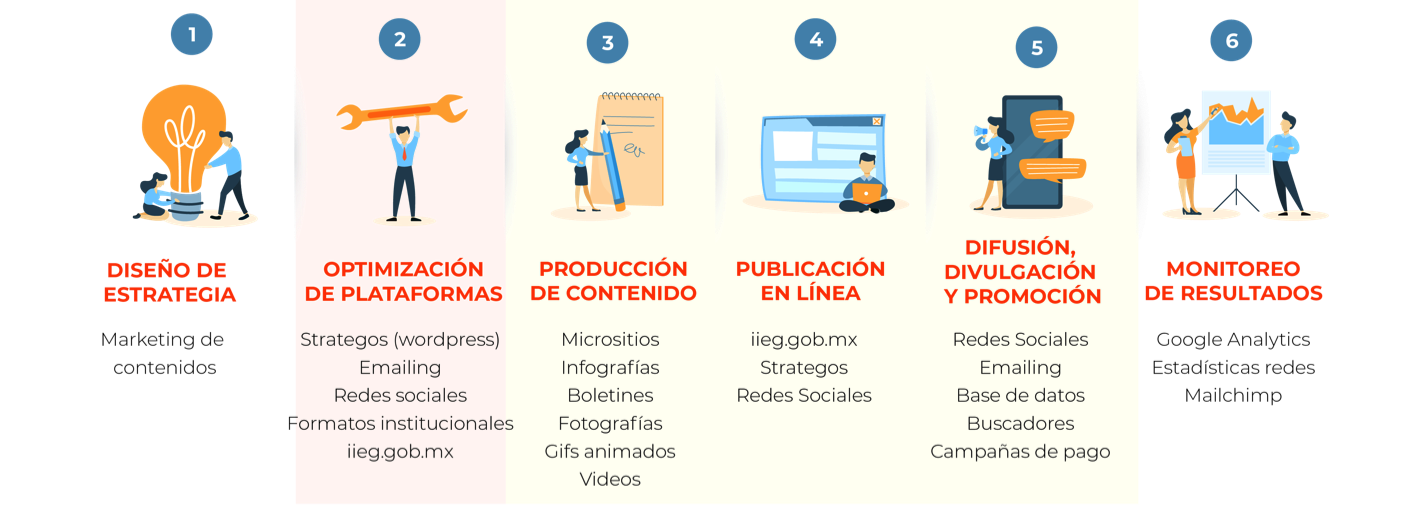 1
DISEÑO DE
ESTRATEGIA
Marketing de
contenidos
2
OPTIMIZACIÓN
DE PLATAFORMAS
Strategos (wordpress)
Emailing
Redes sociales
Formatos institucionales
iieg.gob.mx
3
PRODUCCIÓN
DE CONTENIDO
Micrositios
Infografías
Boletines
Fotografías
Gifs animados
Videos
4
PUBLICACIÓN
EN LÍNEA
iieg.gob.mx
Strategos
Redes Sociales
5
DIFUSIÓN,
DIVULGACIÓN
Y PROMOCIÓN
Redes Sociales
Emailing
Base de datos
Buscadores
Campañas de pago
6
MONITOREO
DE RESULTADOS
Google Analytics
Estadísticas redes
Mailchimp